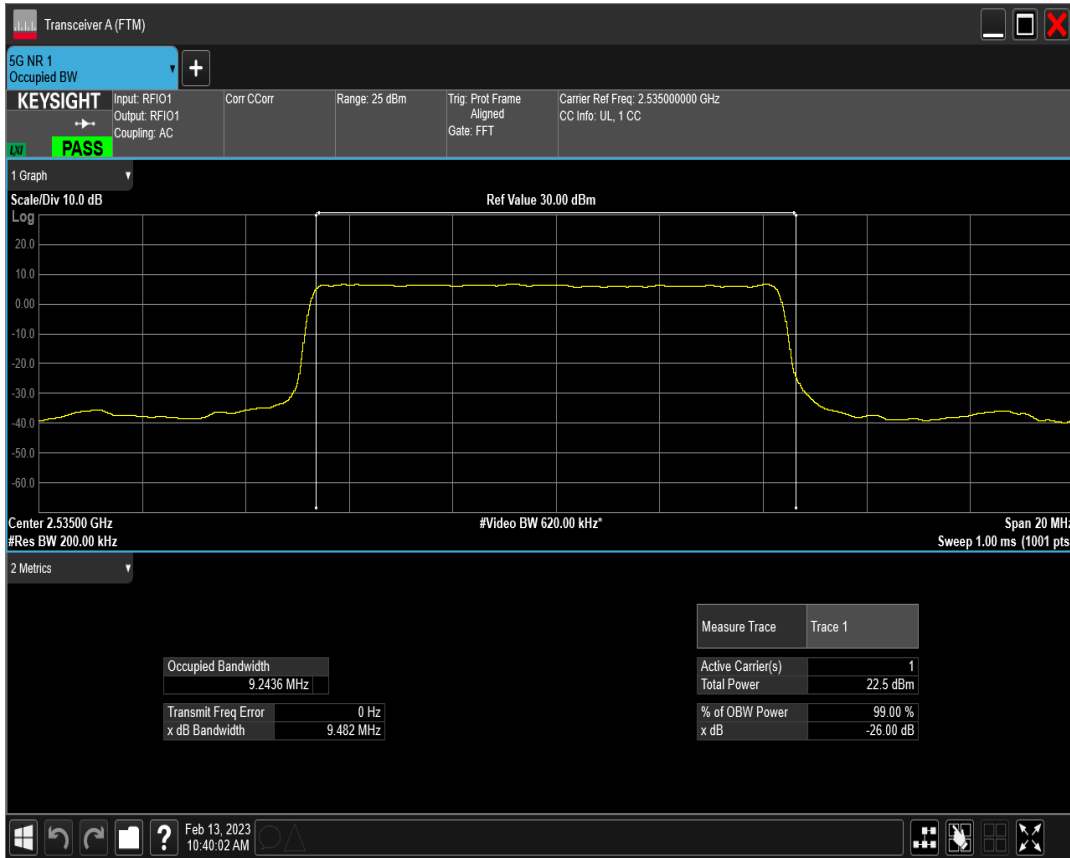 Transceiver A (FTM)
5G NR 1
Occupied BW
+
KEYSIGHT
LXI
PASS
Input: RFIO1
Output: RFIO1
Coupling: AC
Corr CCorr
Range: 25 dBm
Trig: Prot Frame
Aligned
Gate: FFT
Carrier Ref Freq: 2.535000000 GHz
CC Info: UL, 1 CC
1 Graph
Scale/Div 10.0 dB
Ref Value 30.00 dBm
Log
20.0
10.0
0.00
-10.0
-20.0
-30.0
-40.0
-50.0
-60.0
Center 2.53500 GHz
#Video BW 620.00 kHz*
Span 20 MHz
#Res BW 200.00 kHz
Sweep 1.00 ms (1001 pts
2 Metrics
Measure Trace Trace 1
Occupied Bandwidth
9.2436 MHz
Active Carrier(s) 1
Total Power 22.5 dBm
Transmit Freq Error 0 Hz
x dB Bandwidth 9.482 MHz
% of OBW Power 99.00 %
x dB -26.00 dB
?
Feb 13, 2023
10:40:02 AM